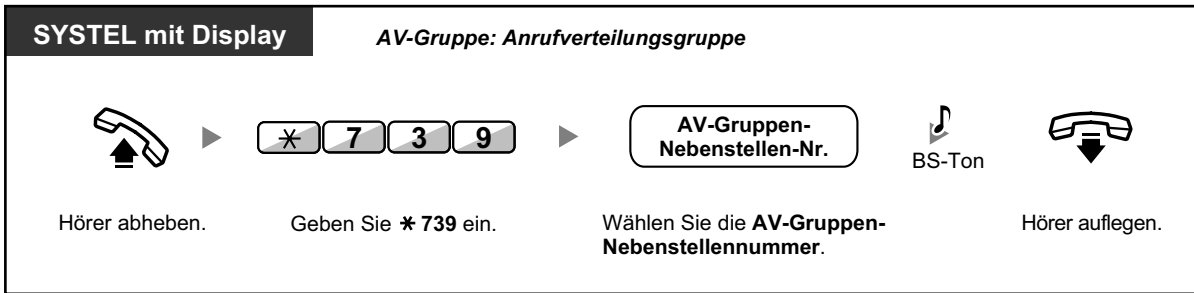 SYSTEL mit Display
AV-Gruppe: Anrufverteilungsgruppe
* 7 3 9
AV-Gruppen-
Nebenstellen-Nr.
BS-Ton
Hörer abheben.
Geben Sie * 739 ein.
Wählen Sie die AV-Gruppen-
Nebenstellennummer.
Hörer auflegen.